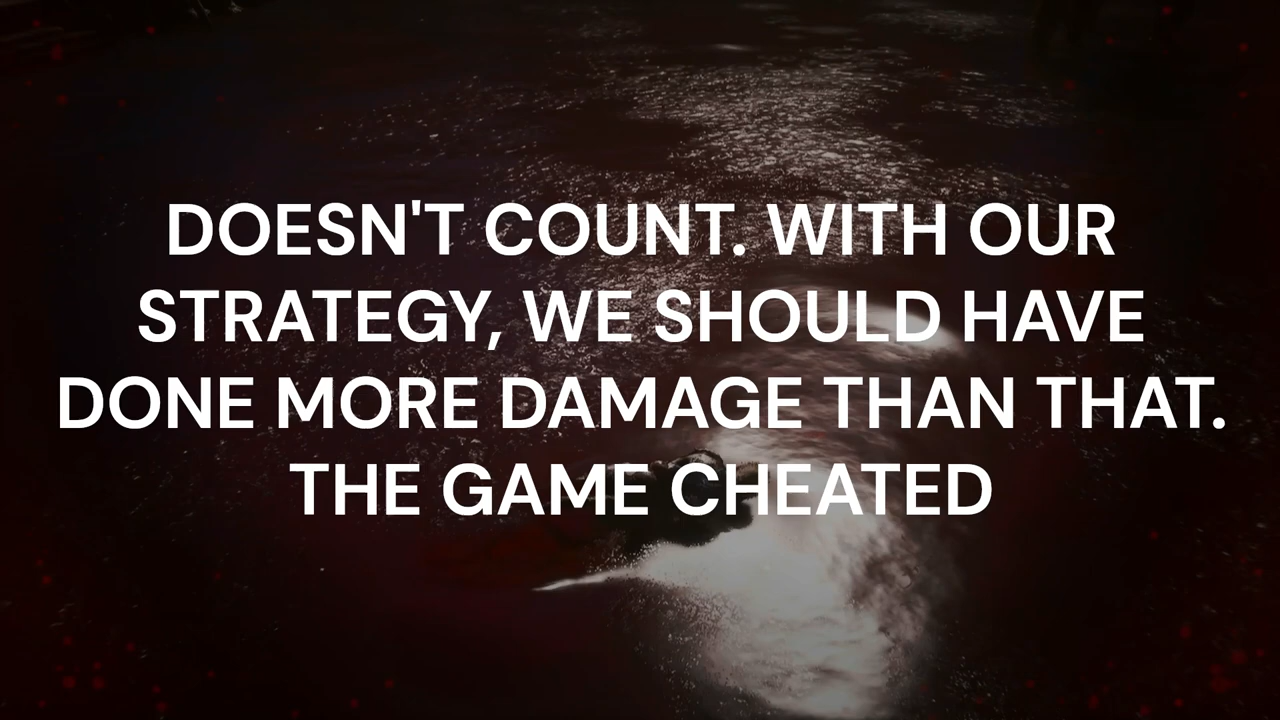 DOESN'T COUNT. WITH OUR
STRATEGY, WE SHOULD HAVE
DONE MORE DAMAGE THAN THAT.
THE GAME CHEATED